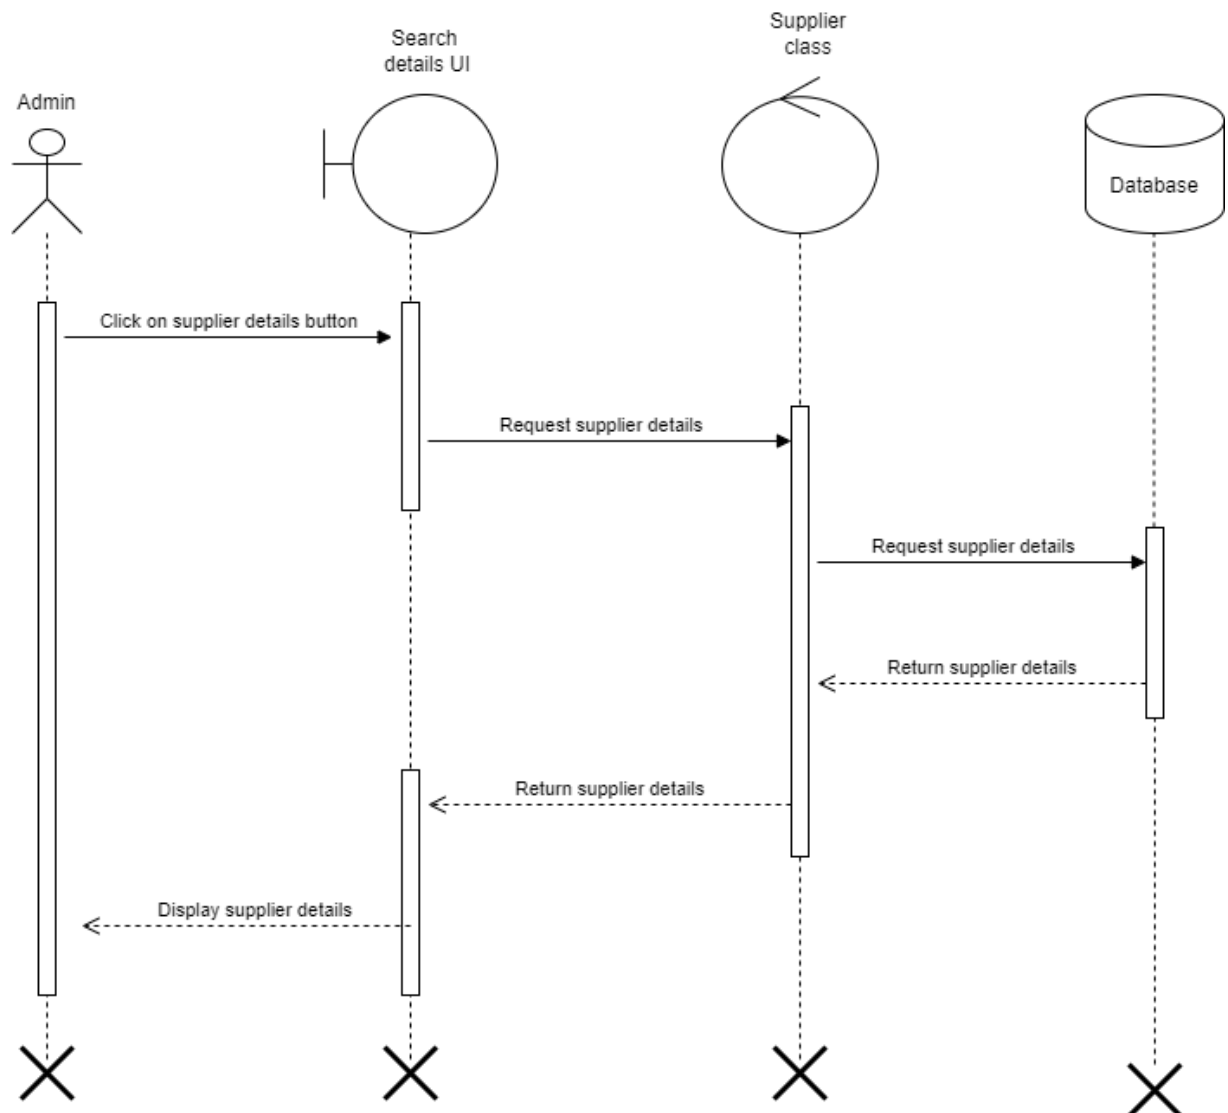 Supplier
class
Search
details UI
Admin
Database
Click on supplier details button
Request supplier details
Request supplier details
Return supplier details
Return supplier details
Display supplier details